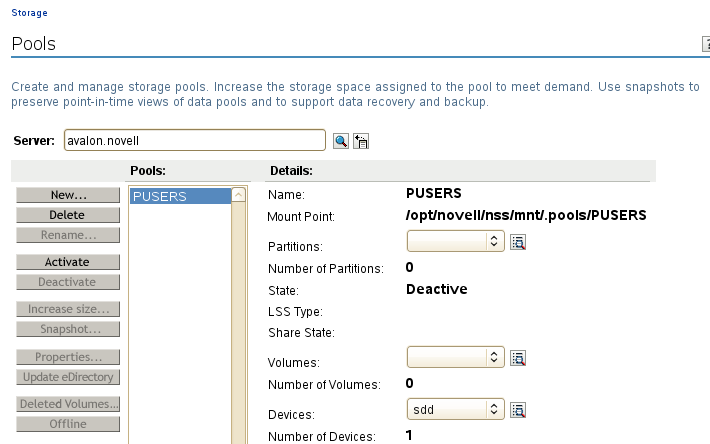 Storage
Pools
Create and manage storage pools. Increase the storage space assigned to the pool to meet demand. Use snapshots to
preserve point-in-time views of data pools and to support data recovery and backup.
Server: avalon.novell
Pools: Details:
New...
Delete
Rename...
Activate
Deactivate
Increase size...
Snapshot...
Properties...
Update eDirectory
Deleted Volumes...
Offline
PUSERS
Name: PUSERS
Mount Point: /opt/novell/nss/mnt/.pools/PUSERS
Partitions:
Number of Partitions: 0
State: Deactive
LSS Type:
Share State:
Volumes:
Number of Volumes: 0
Devices: sdd
Number of Devices: 1